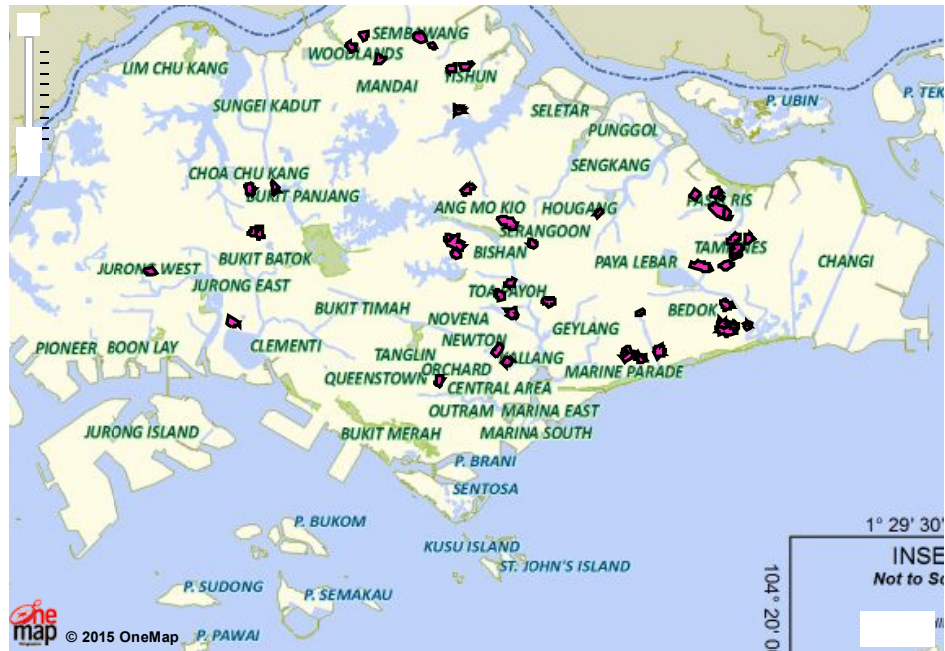 SEMBAWANG
WOODLANDS
LIM CHU KANG
YISHUN
MANDAI
P. UBIN
P. TEK
SUNGEI KADUT
SELETAR
PUNGGOL
SENGKANG
CHOA CHU KANG
BUKIT PANJANG
PASIR RIS
ANG MO KIO
HOUGANG
SERANGOON
BISHAN
TAMPINES
BUKIT BATOK
PAYA LEBAR
CHANGI
JURONG WEST
JURONG EAST
TOA PAYOH
BUKIT TIMAH
BEDOK
NOVENA
GEYLANG
NEWTON
PIONEER
BOON LAY
CLEMENTI
TANGLIN
KALLANG
ORCHARD
MARINE PARADE
QUEENSTOWN
CENTRAL AREA
OUTRAM
MARINA EAST
JURONG ISLAND
BUKIT MERAH
MARINA SOUTH
P. BRANI
SENTOSA
P. BUKOM
1° 29' 30'
KUSU ISLAND
INSE
ST. JOHN'S ISLAND
Not to Sc
104° 20' 0
P. SUDONG
P. SEMAKAU
One
map © 2015 OneMap
P. PAWAI